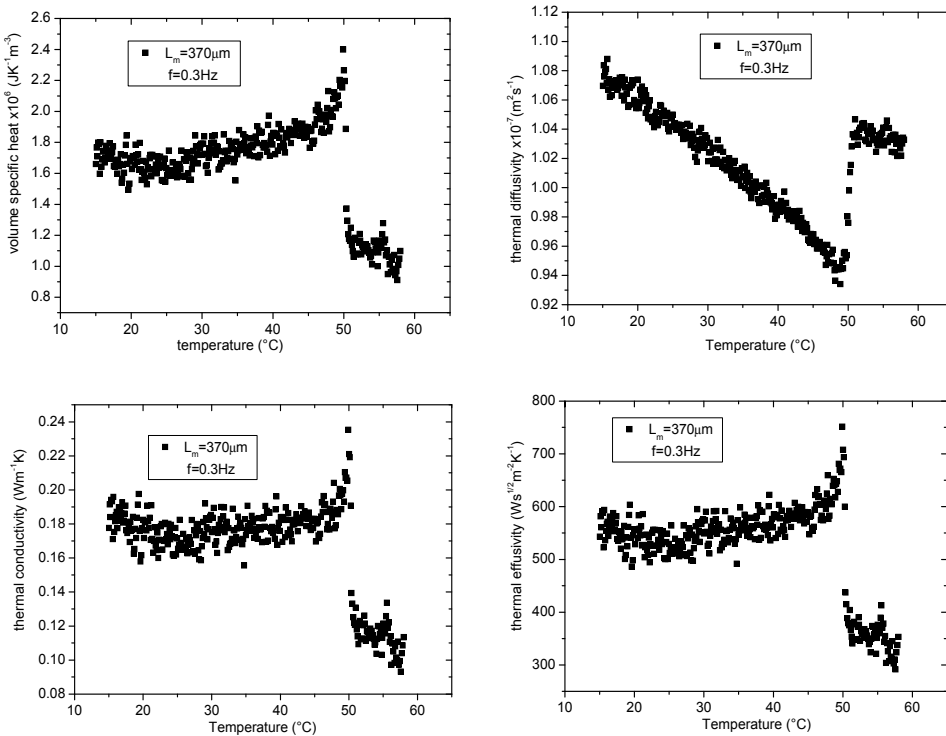 volume specific heat x10⁶ (JK⁻¹m⁻³)
2.6
2.4
2.2
2.0
1.8
1.6
1.4
1.2
1.0
0.8
L_m=370μm
f=0.3Hz
10 20 30 40 50 60
temperature (°C)
thermal diffusivity x10⁻⁷(m²s⁻¹)
1.12
1.10
1.08
1.06
1.04
1.02
1.00
0.98
0.96
0.94
0.92
L_m=370μm
f=0.3Hz
10 20 30 40 50 60
Temperature (°C)
thermal conductivity (Wm⁻¹K)
0.24
0.22
0.20
0.18
0.16
0.14
0.12
0.10
0.08
L_m=370μm
f=0.3Hz
10 20 30 40 50 60
Temperature (°C)
thermal effusivity (Ws^1/2m⁻²K⁻¹)
800
700
600
500
400
300
L_m=370μm
f=0.3Hz
10 20 30 40 50 60
Temperature (°C)